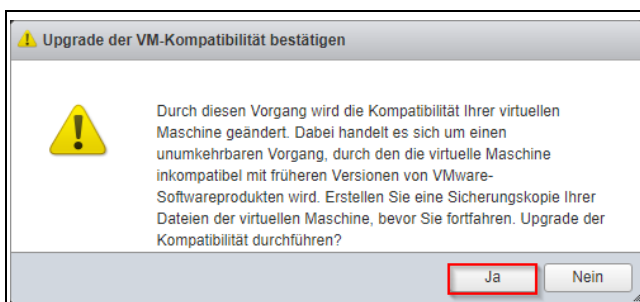 Upgrade der VM-Kompatibilität bestätigen
Durch diesen Vorgang wird die Kompatibilität Ihrer virtuellen
Maschine geändert. Dabei handelt es sich um einen
unumkehrbaren Vorgang, durch den die virtuelle Maschine
inkompatibel mit früheren Versionen von VMware-
Softwareprodukten wird. Erstellen Sie eine Sicherungskopie Ihrer
Dateien der virtuellen Maschine, bevor Sie fortfahren. Upgrade der
Kompatibilität durchführen?
Ja Nein